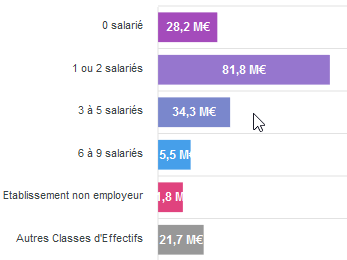 0 salarié 28,2 M€
1 ou 2 salariés 81,8 M€
3 à 5 salariés 34,3 M€
6 à 9 salariés 5,5 M€
Etablissement non employeur 1,8 M
Autres Classes d'Effectifs 21,7 M€